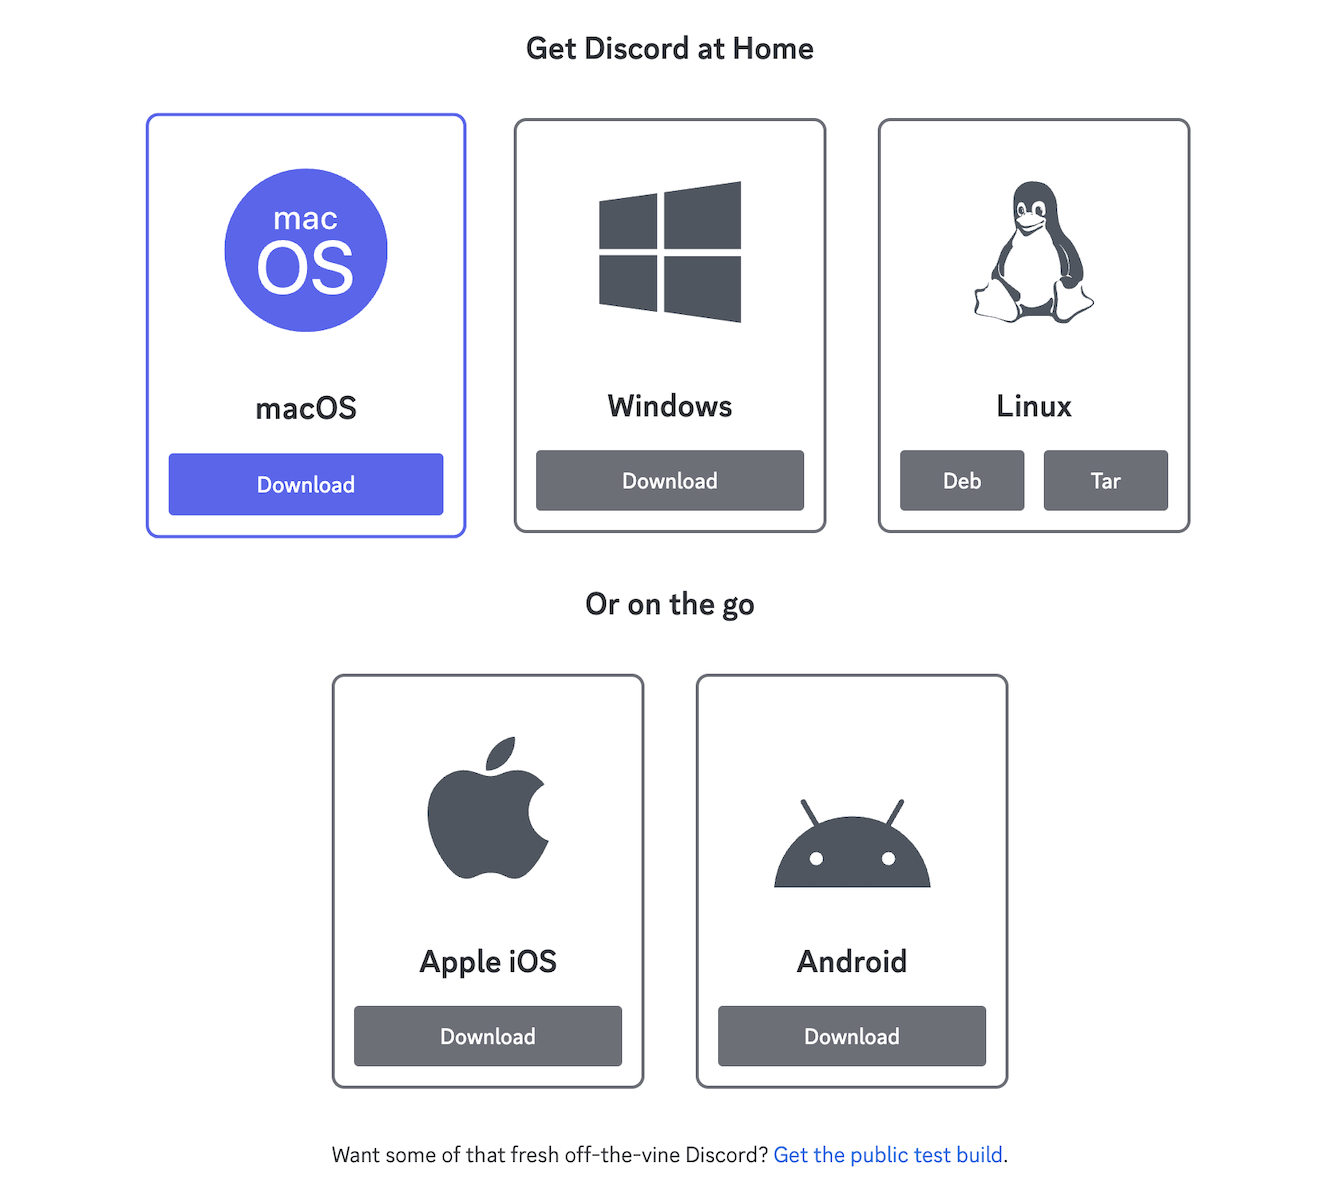 Get Discord at Home
mac
OS
macOS
Download
Windows
Download
Linux
Deb
Tar
Or on the go
Apple iOS
Download
Android
Download
Want some of that fresh off-the-vine Discord? Get the public test build.